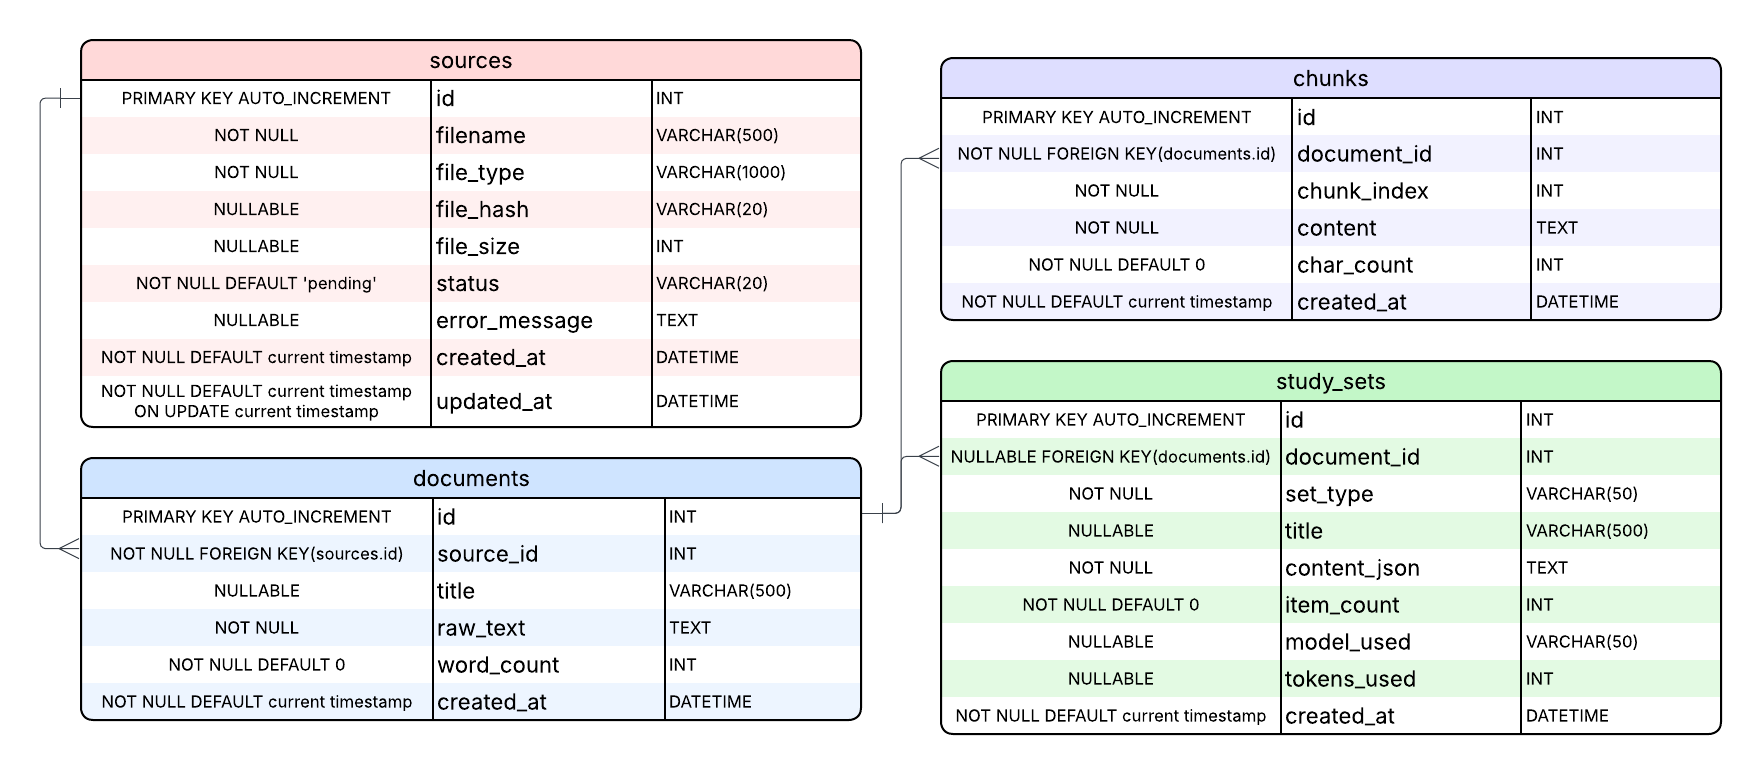 sources
PRIMARY KEY AUTO_INCREMENT id INT
NOT NULL filename VARCHAR(500)
NOT NULL file_type VARCHAR(1000)
NULLABLE file_hash VARCHAR(20)
NULLABLE file_size INT
NOT NULL DEFAULT 'pending' status VARCHAR(20)
NULLABLE error_message TEXT
NOT NULL DEFAULT current timestamp created_at DATETIME
NOT NULL DEFAULT current timestamp
ON UPDATE current timestamp updated_at DATETIME
documents
PRIMARY KEY AUTO_INCREMENT id INT
NOT NULL FOREIGN KEY(sources.id) source_id INT
NULLABLE title VARCHAR(500)
NOT NULL raw_text TEXT
NOT NULL DEFAULT 0 word_count INT
NOT NULL DEFAULT current timestamp created_at DATETIME
chunks
PRIMARY KEY AUTO_INCREMENT id INT
NOT NULL FOREIGN KEY(documents.id) document_id INT
NOT NULL chunk_index INT
NOT NULL content TEXT
NOT NULL DEFAULT 0 char_count INT
NOT NULL DEFAULT current timestamp created_at DATETIME
study_sets
PRIMARY KEY AUTO_INCREMENT id INT
NULLABLE FOREIGN KEY(documents.id) document_id INT
NOT NULL set_type VARCHAR(50)
NULLABLE title VARCHAR(500)
NOT NULL content_json TEXT
NOT NULL DEFAULT 0 item_count INT
NULLABLE model_used VARCHAR(50)
NULLABLE tokens_used INT
NOT NULL DEFAULT current timestamp created_at DATETIME